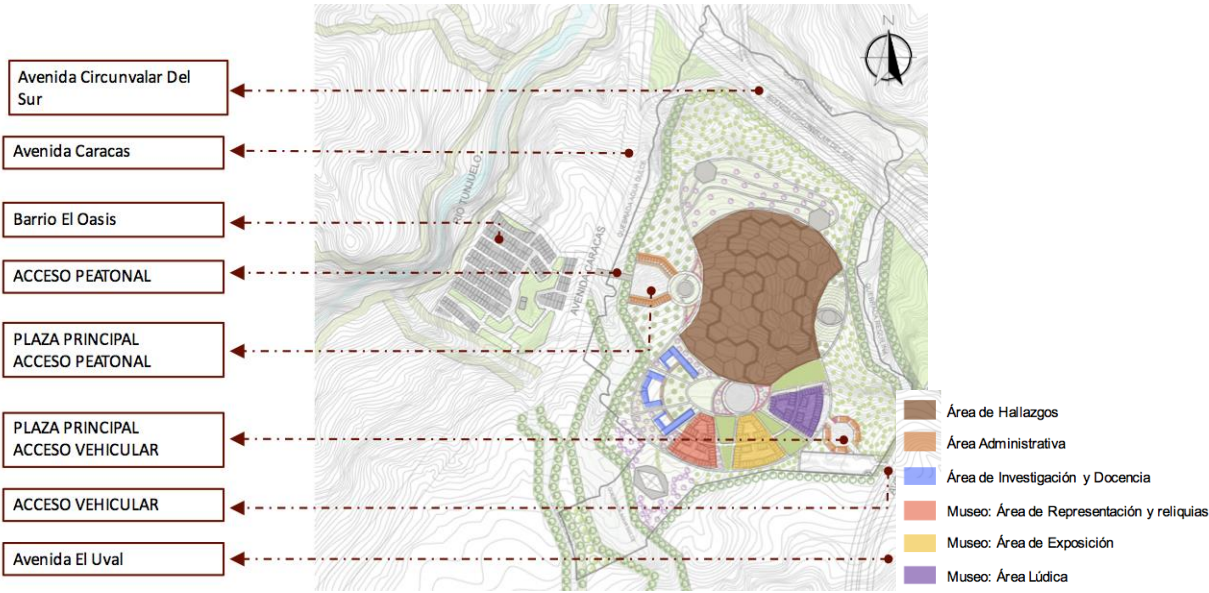 Avenida Circunvalar Del
Sur
Avenida Caracas
Barrio El Oasis
ACCESO PEATONAL
PLAZA PRINCIPAL
ACCESO PEATONAL
PLAZA PRINCIPAL
ACCESO VEHICULAR
ACCESO VEHICULAR
Avenida El Uval
N
RIO TUNJUELO
AVENIDA CARACAS
Área de Hallazgos
Área Administrativa
Área de Investigación y Docencia
Museo: Área de Representación y reliquias
Museo: Área de Exposición
Museo: Área Lúdica